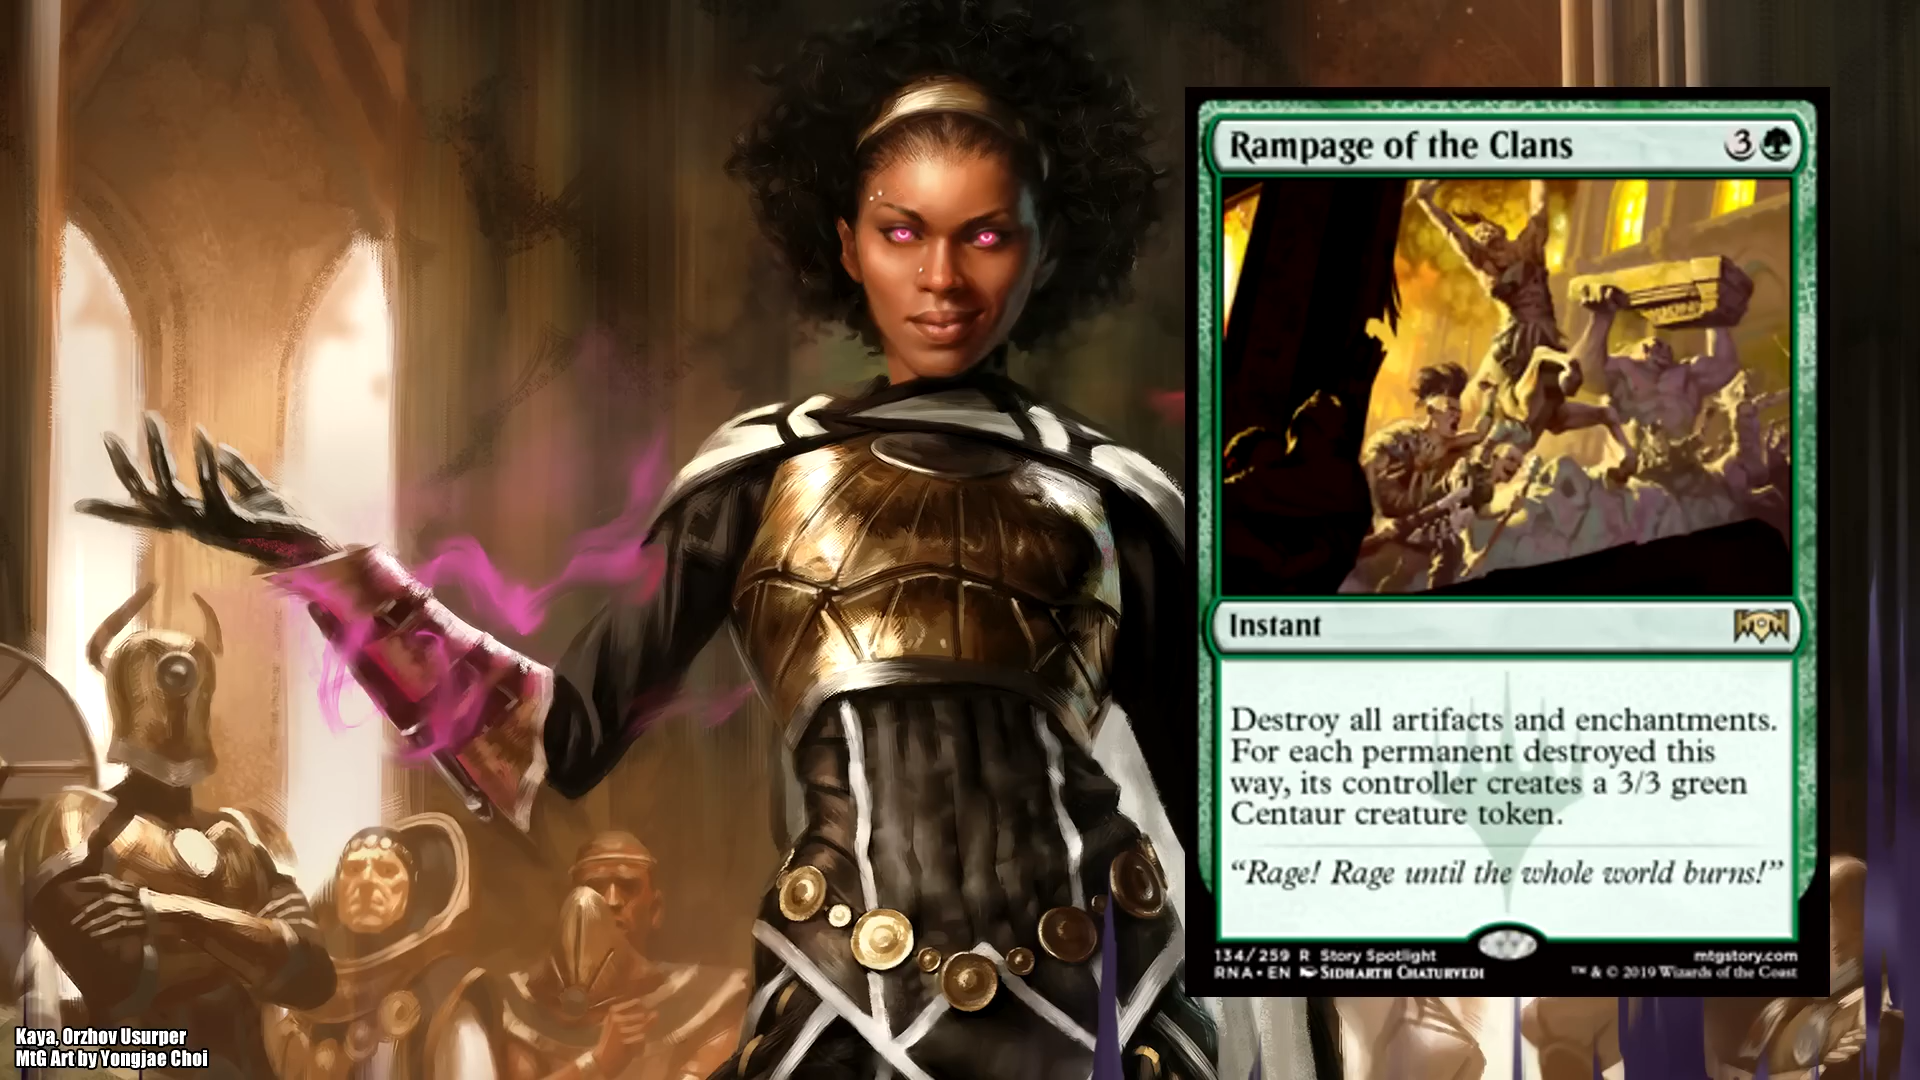 Rampage of the Clans 3
Instant
Destroy all artifacts and enchantments.
For each permanent destroyed this
way, its controller creates a 3/3 green
Centaur creature token.
“Rage! Rage until the whole world burns!”
134/259 R Story Spotlight
RNA • EN Sidharth Chaturvedi
mtgstory.com
™ & © 2019 Wizards of the Coast
Kaya, Orzhov Usurper
MtG Art by Yongjae Choi